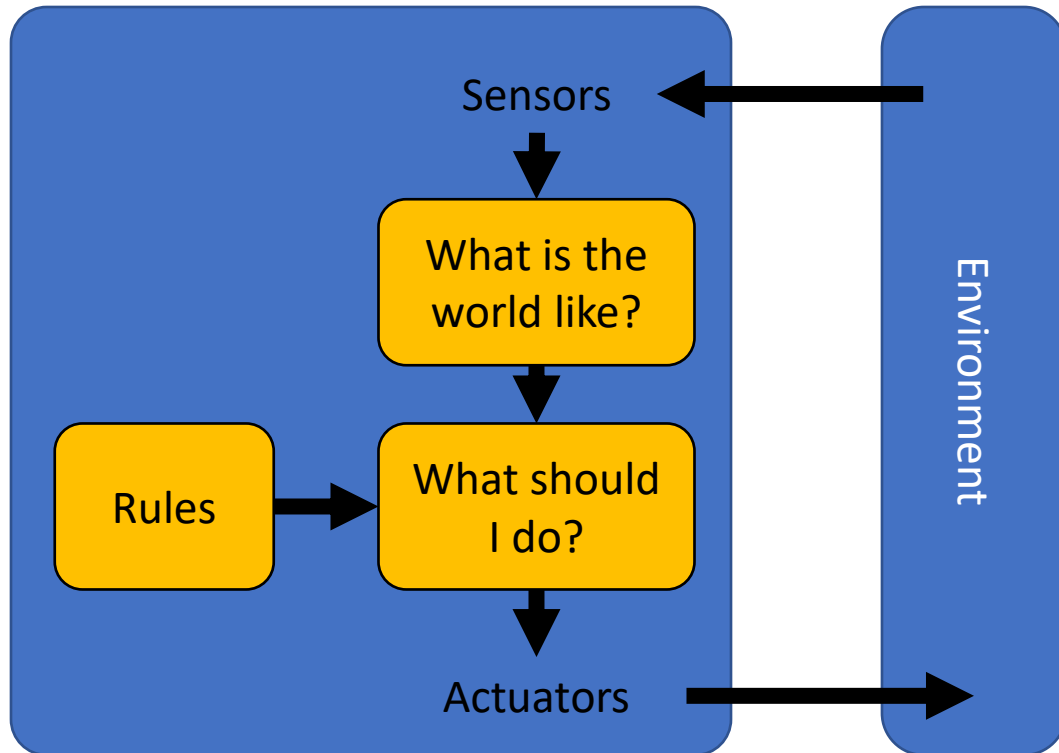 Sensors
What is the
world like?
Environment
Rules
What should
I do?
Actuators